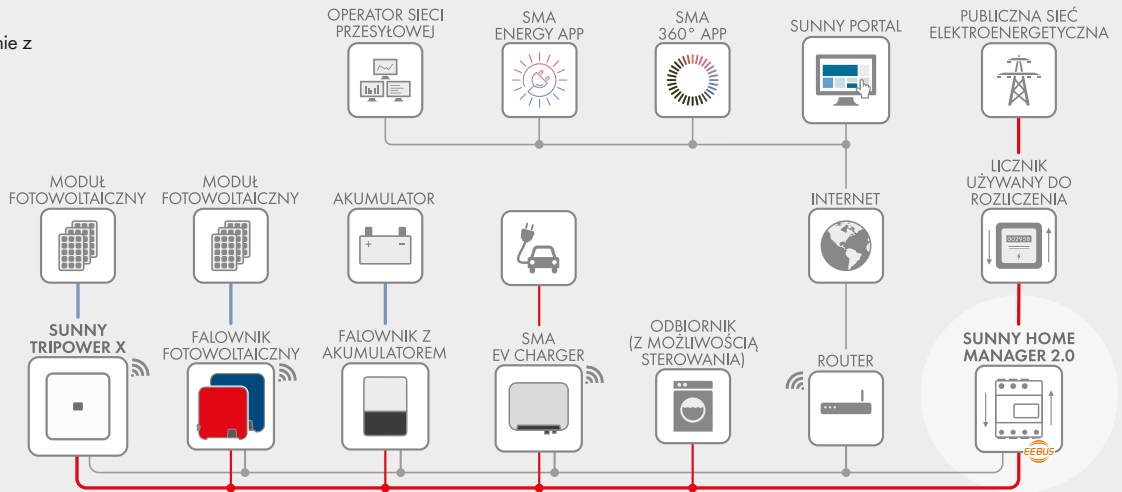 nie z
OPERATOR SIECI
PRZESYŁOWEJ
SMA
ENERGY APP
SMA
360° APP
SUNNY PORTAL
PUBLICZNA SIEĆ
ELEKTROENERGETYCZNA
MODUŁ
FOTOWOLTAICZNY
MODUŁ
FOTOWOLTAICZNY
AKUMULATOR
INTERNET
LICZNIK
UŻYWANY DO
ROZLICZENIA
SUNNY
TRIPOWER X
FALOWNIK
FOTOWOLTAICZNY
FALOWNIK Z
AKUMULATOREM
SMA
EV CHARGER
ODBIORNIK
(Z MOŻLIWOŚCIĄ
STEROWANIA)
ROUTER
SUNNY HOME
MANAGER 2.0
EEBUS